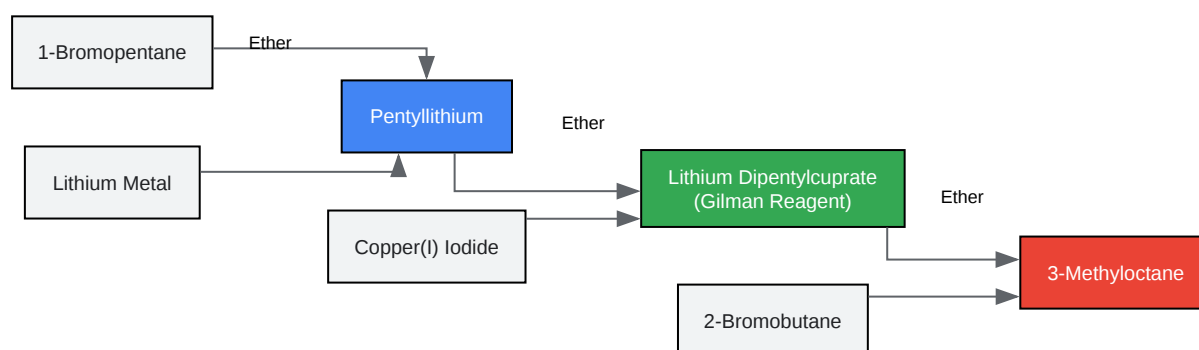 1-Bromopentane
Ether
Pentyllithium
Ether
Lithium Metal
Lithium Dipentylcuprate
(Gilman Reagent)
Ether
Copper(I) Iodide
3-Methyloctane
2-Bromobutane